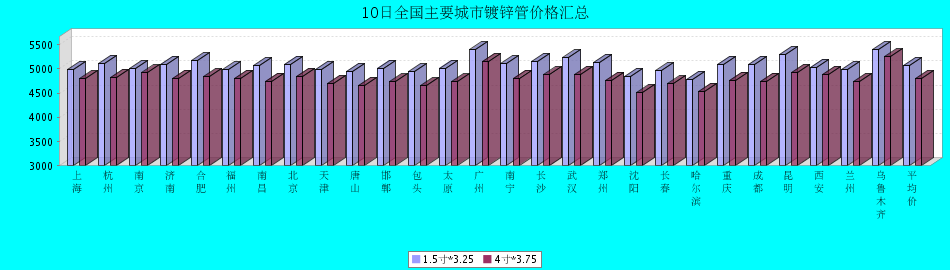 10日全国主要城市镀锌管价格汇总
5500
5000
4500
4000
3500
3000
上海 杭州 南京 济南 合肥 福州 南昌 北京 天津 唐山 邯郸 包头 太原 广州 南宁 长沙 武汉 郑州 沈阳 长春 哈尔滨 重庆 成都 昆明 西安 兰州 乌鲁木齐 平均价
1.5寸*3.25 4寸*3.75